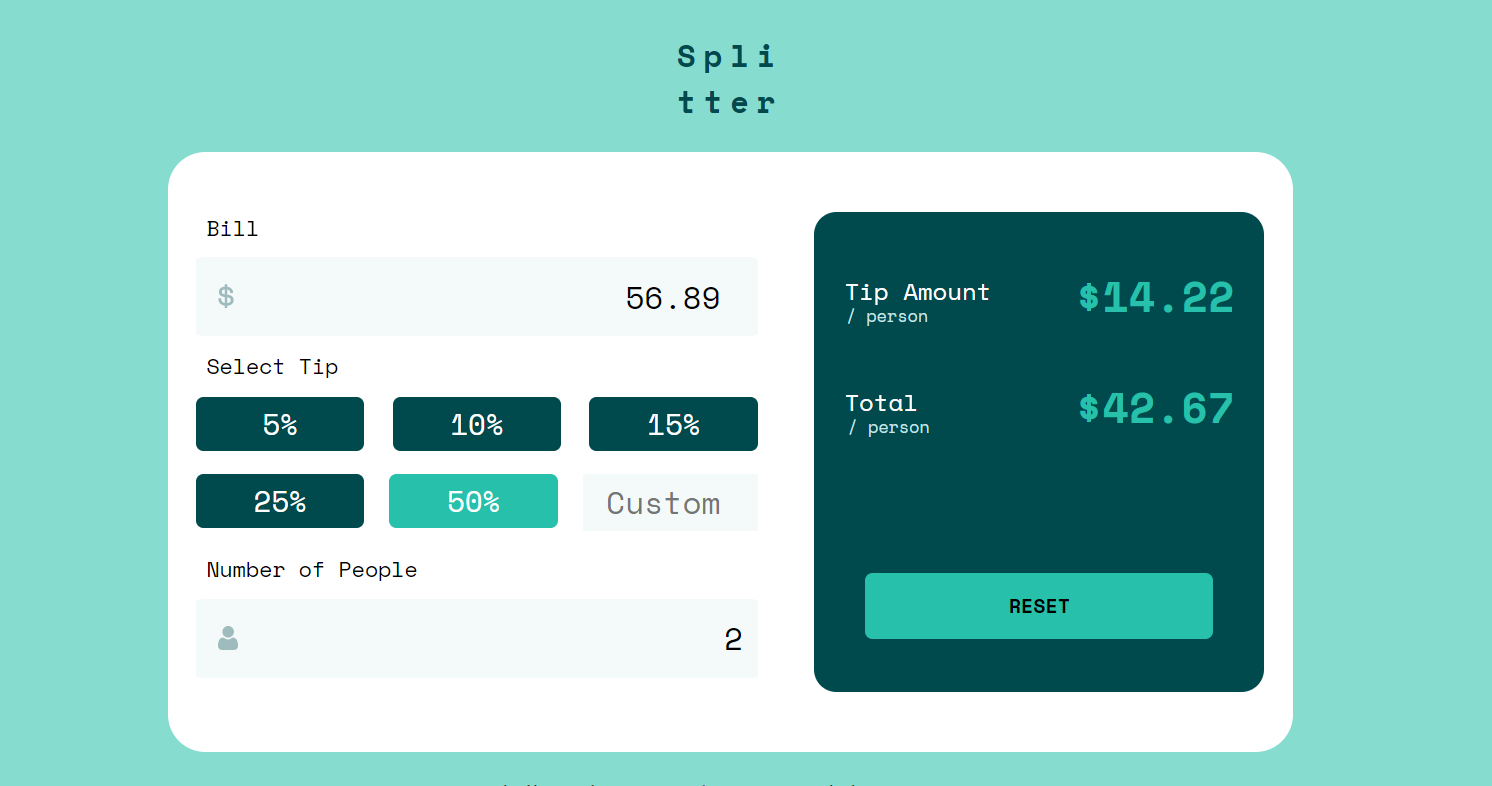 Spli
tter
Bill
$
56.89
Select Tip
5%
10%
15%
25%
50%
Custom
Number of People
2
Tip Amount
/ person
$14.22
Total
/ person
$42.67
RESET